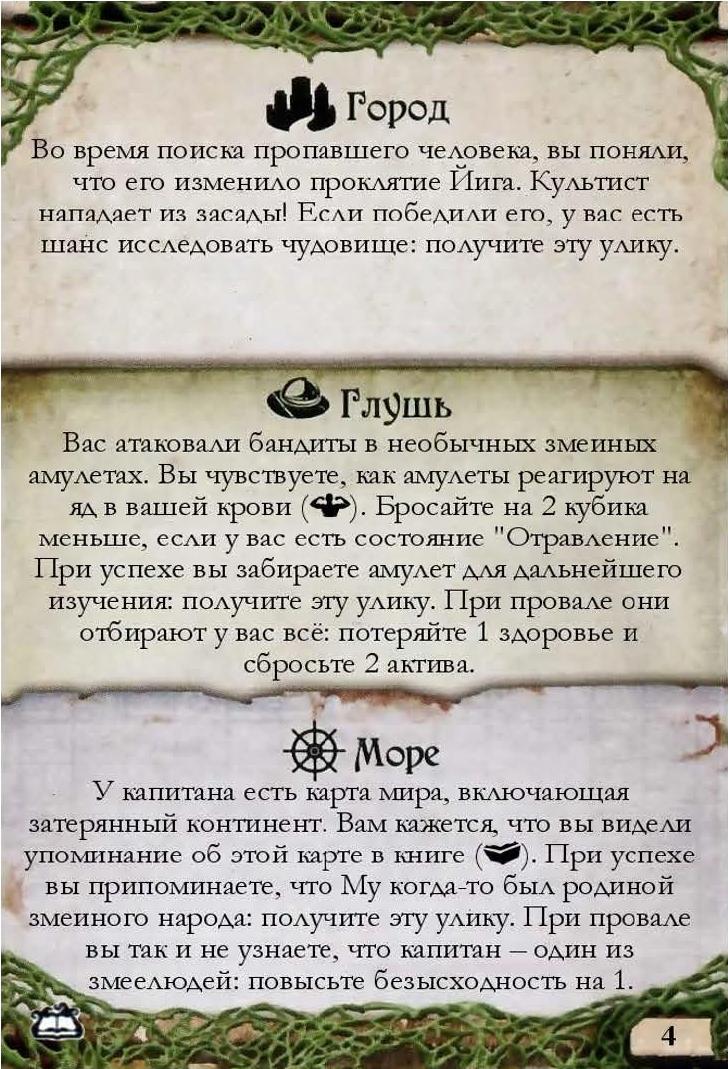 Город
Во время поиска пропавшего человека, вы поняли,
что его изменило проклятие Йига. Культист
нападает из засады! Если победили его, у вас есть
шанс исследовать чудовище: получите эту улику.
Глушь
Вас атаковали бандиты в необычных змеиных
амулетах. Вы чувствуете, как амулеты реагируют на
яд в вашей крови ( ). Бросайте на 2 кубика
меньше, если у вас есть состояние "Отравление".
При успехе вы забираете амулет для дальнейшего
изучения: получите эту улику. При провале они
отбирают у вас всё: потеряйте 1 здоровье и
сбросьте 2 актива.
Море
У капитана есть карта мира, включающая
затерянный континент. Вам кажется, что вы видели
упоминание об этой карте в книге ( ). При успехе
вы припоминаете, что Му когда-то был родиной
змеиного народа: получите эту улику. При провале
вы так и не узнаете, что капитан – один из
змеелюдей: повысьте безысходность на 1.
4